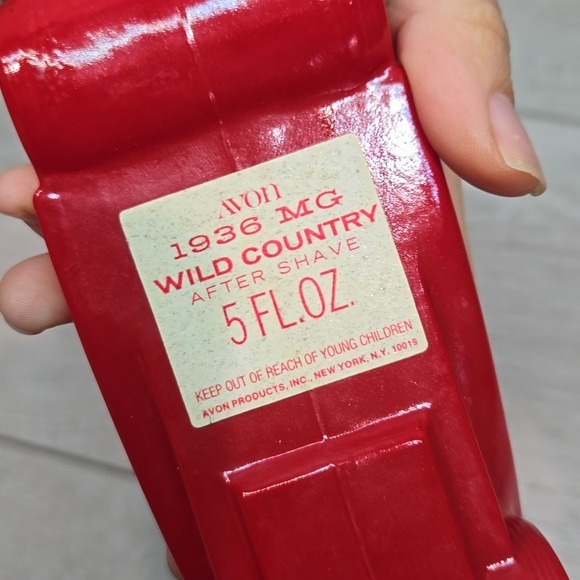 AVON
1936 MG
WILD COUNTRY
AFTER SHAVE
5 FL.OZ.
KEEP OUT OF REACH OF YOUNG CHILDREN
AVON PRODUCTS, INC., NEW YORK, N.Y. 10019